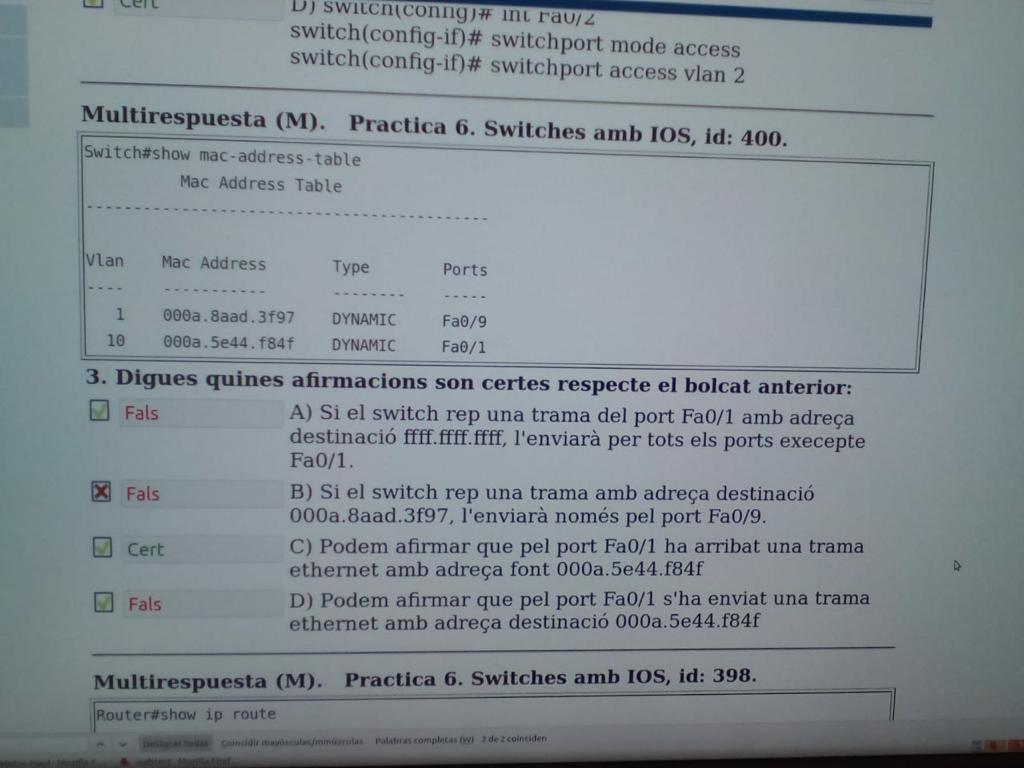 Cert
D) switch(config)# int Fa0/2
switch(config-if)# switchport mode access
switch(config-if)# switchport access vlan 2
Multirespuesta (M). Practica 6. Switches amb IOS, id: 400.
Switch#show mac-address-table
Mac Address Table
-------------------------------------------
Vlan Mac Address Type Ports
---- ----------- -------- -----
1 000a.8aad.3f97 DYNAMIC Fa0/9
10 000a.5e44.f84f DYNAMIC Fa0/1
3. Digues quines afirmacions son certes respecte el bolcat anterior:
Fals A) Si el switch rep una trama del port Fa0/1 amb adreça
destinació ffff.ffff.ffff, l'enviarà per tots els ports execepte
Fa0/1.
Fals B) Si el switch rep una trama amb adreça destinació
000a.8aad.3f97, l'enviarà només pel port Fa0/9.
Cert C) Podem afirmar que pel port Fa0/1 ha arribat una trama
ethernet amb adreça font 000a.5e44.f84f
Fals D) Podem afirmar que pel port Fa0/1 s'ha enviat una trama
ethernet amb adreça destinació 000a.5e44.f84f
Multirespuesta (M). Practica 6. Switches amb IOS, id: 398.
Router#show ip route
Destacar todas Coincidir mayúsculas/minúsculas Palabras completas (W) 2 de 2 coinciden
Mozilla Firef